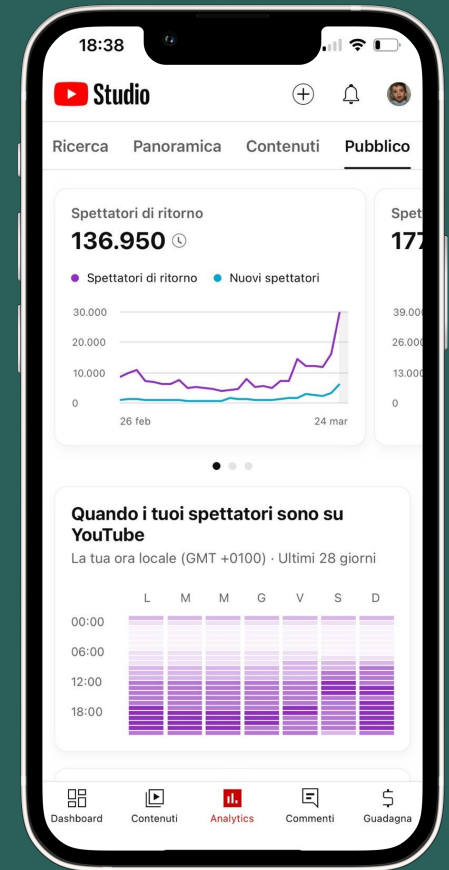 18:38
Studio
Ricerca Panoramica Contenuti Pubblico
Spettatori di ritorno
136.950
Spettatori di ritorno Nuovi spettatori
30.000
20.000
10.000
0
26 feb 24 mar
Spet
177
39.000
26.000
13.000
0
Quando i tuoi spettatori sono su
YouTube
La tua ora locale (GMT +0100) · Ultimi 28 giorni
L M M G V S D
00:00
06:00
12:00
18:00
Dashboard Contenuti Analytics Commenti Guadagna